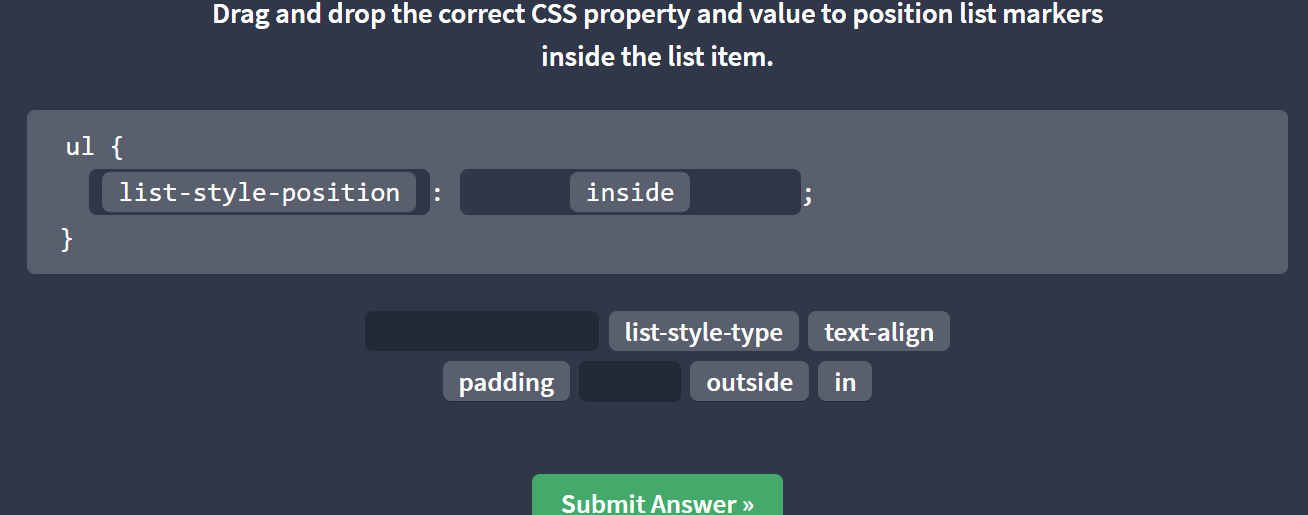 Drag and drop the correct CSS property and value to position list markers
inside the list item.
ul {
list-style-position : inside ;
}
list-style-type text-align
padding outside in
Submit Answer »